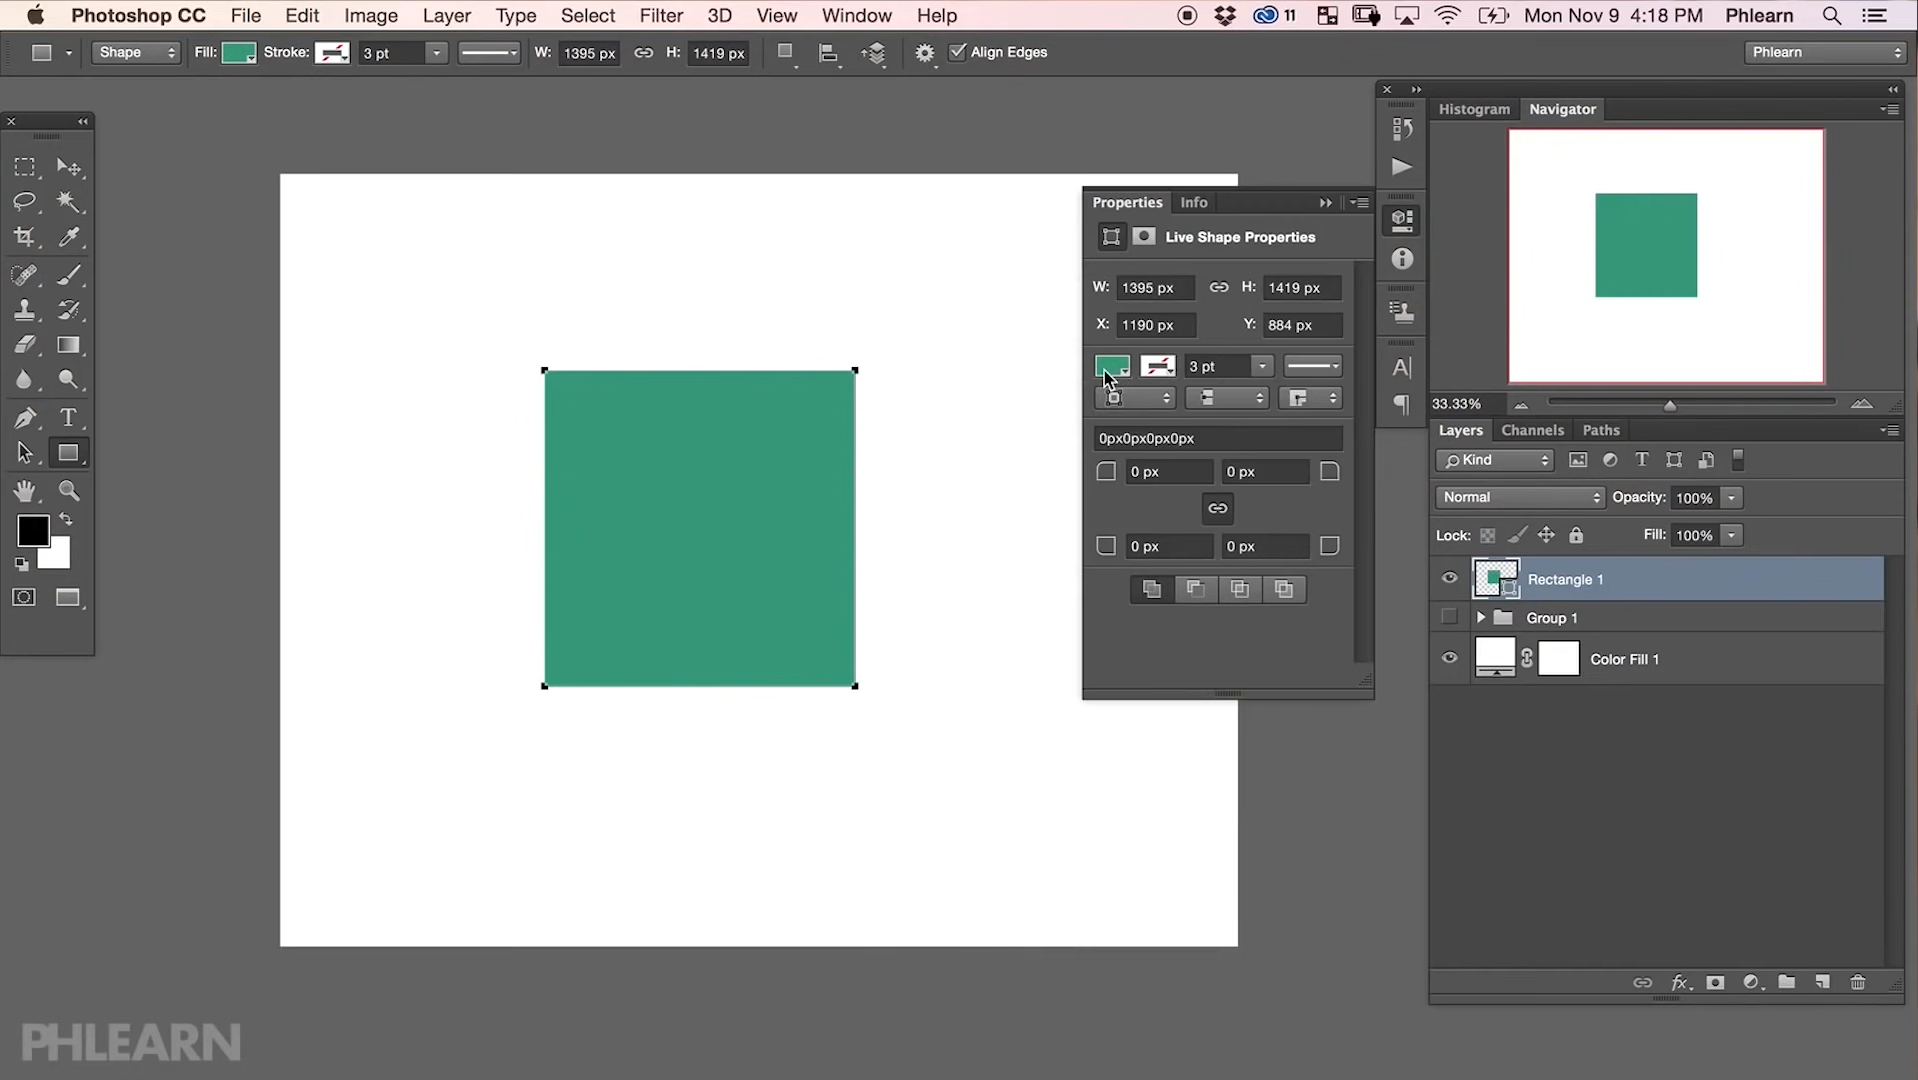 Photoshop CC File Edit Image Layer Type Select Filter 3D View Window Help 11 Mon Nov 9 4:18 PM Phlearn
Shape Fill: Stroke: 3 pt W: 1395 px H: 1419 px Align Edges Phlearn
Histogram Navigator
33.33%
Properties Info
Live Shape Properties
W: 1395 px H: 1419 px
X: 1190 px Y: 884 px
3 pt
0px0px0px0px
0 px 0 px
0 px 0 px
Layers Channels Paths
Kind
Normal Opacity: 100%
Lock: Fill: 100%
Rectangle 1
Group 1
Color Fill 1
PHLEARN